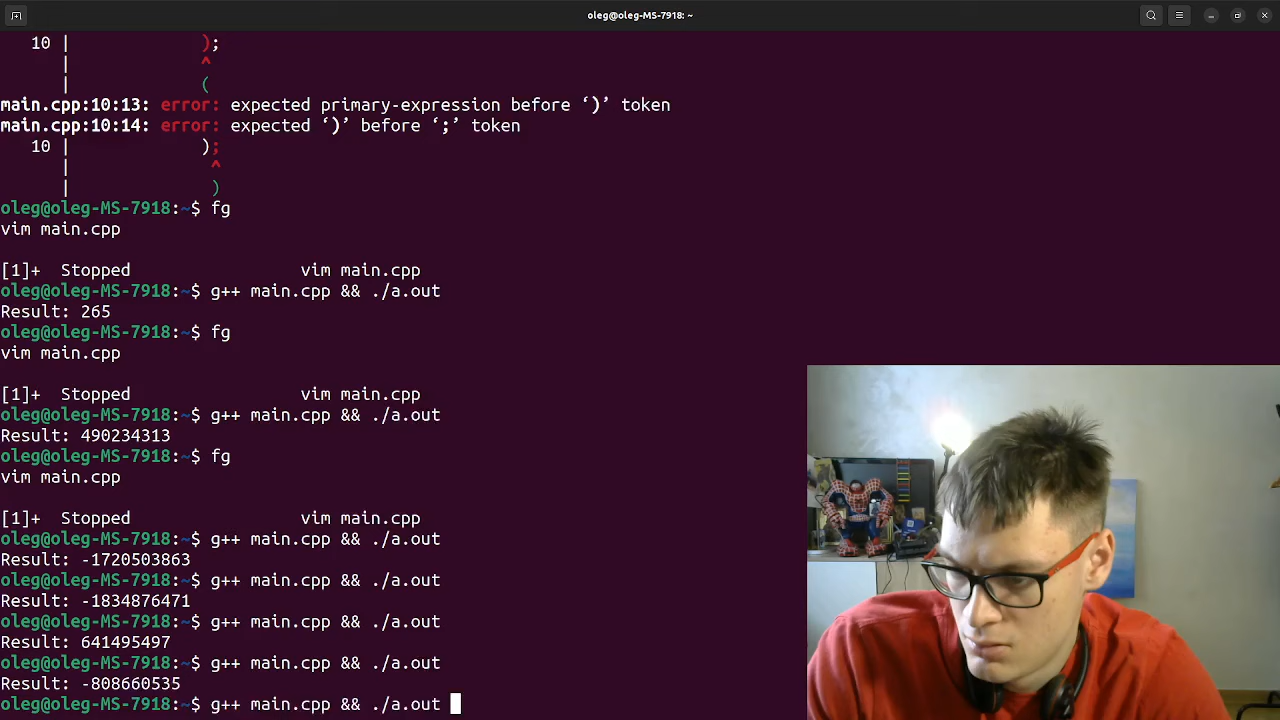 oleg@oleg-MS-7918: ~
10 | );
| ^
| (
main.cpp:10:13: error: expected primary-expression before ‘)’ token
main.cpp:10:14: error: expected ‘)’ before ‘;’ token
10 | );
| ^
| )
oleg@oleg-MS-7918:~$ fg
vim main.cpp
[1]+  Stopped                 vim main.cpp
oleg@oleg-MS-7918:~$ g++ main.cpp && ./a.out
Result: 265
oleg@oleg-MS-7918:~$ fg
vim main.cpp
[1]+  Stopped                 vim main.cpp
oleg@oleg-MS-7918:~$ g++ main.cpp && ./a.out
Result: 490234313
oleg@oleg-MS-7918:~$ fg
vim main.cpp
[1]+  Stopped                 vim main.cpp
oleg@oleg-MS-7918:~$ g++ main.cpp && ./a.out
Result: -1720503863
oleg@oleg-MS-7918:~$ g++ main.cpp && ./a.out
Result: -1834876471
oleg@oleg-MS-7918:~$ g++ main.cpp && ./a.out
Result: 641495497
oleg@oleg-MS-7918:~$ g++ main.cpp && ./a.out
Result: -808660535
oleg@oleg-MS-7918:~$ g++ main.cpp && ./a.out